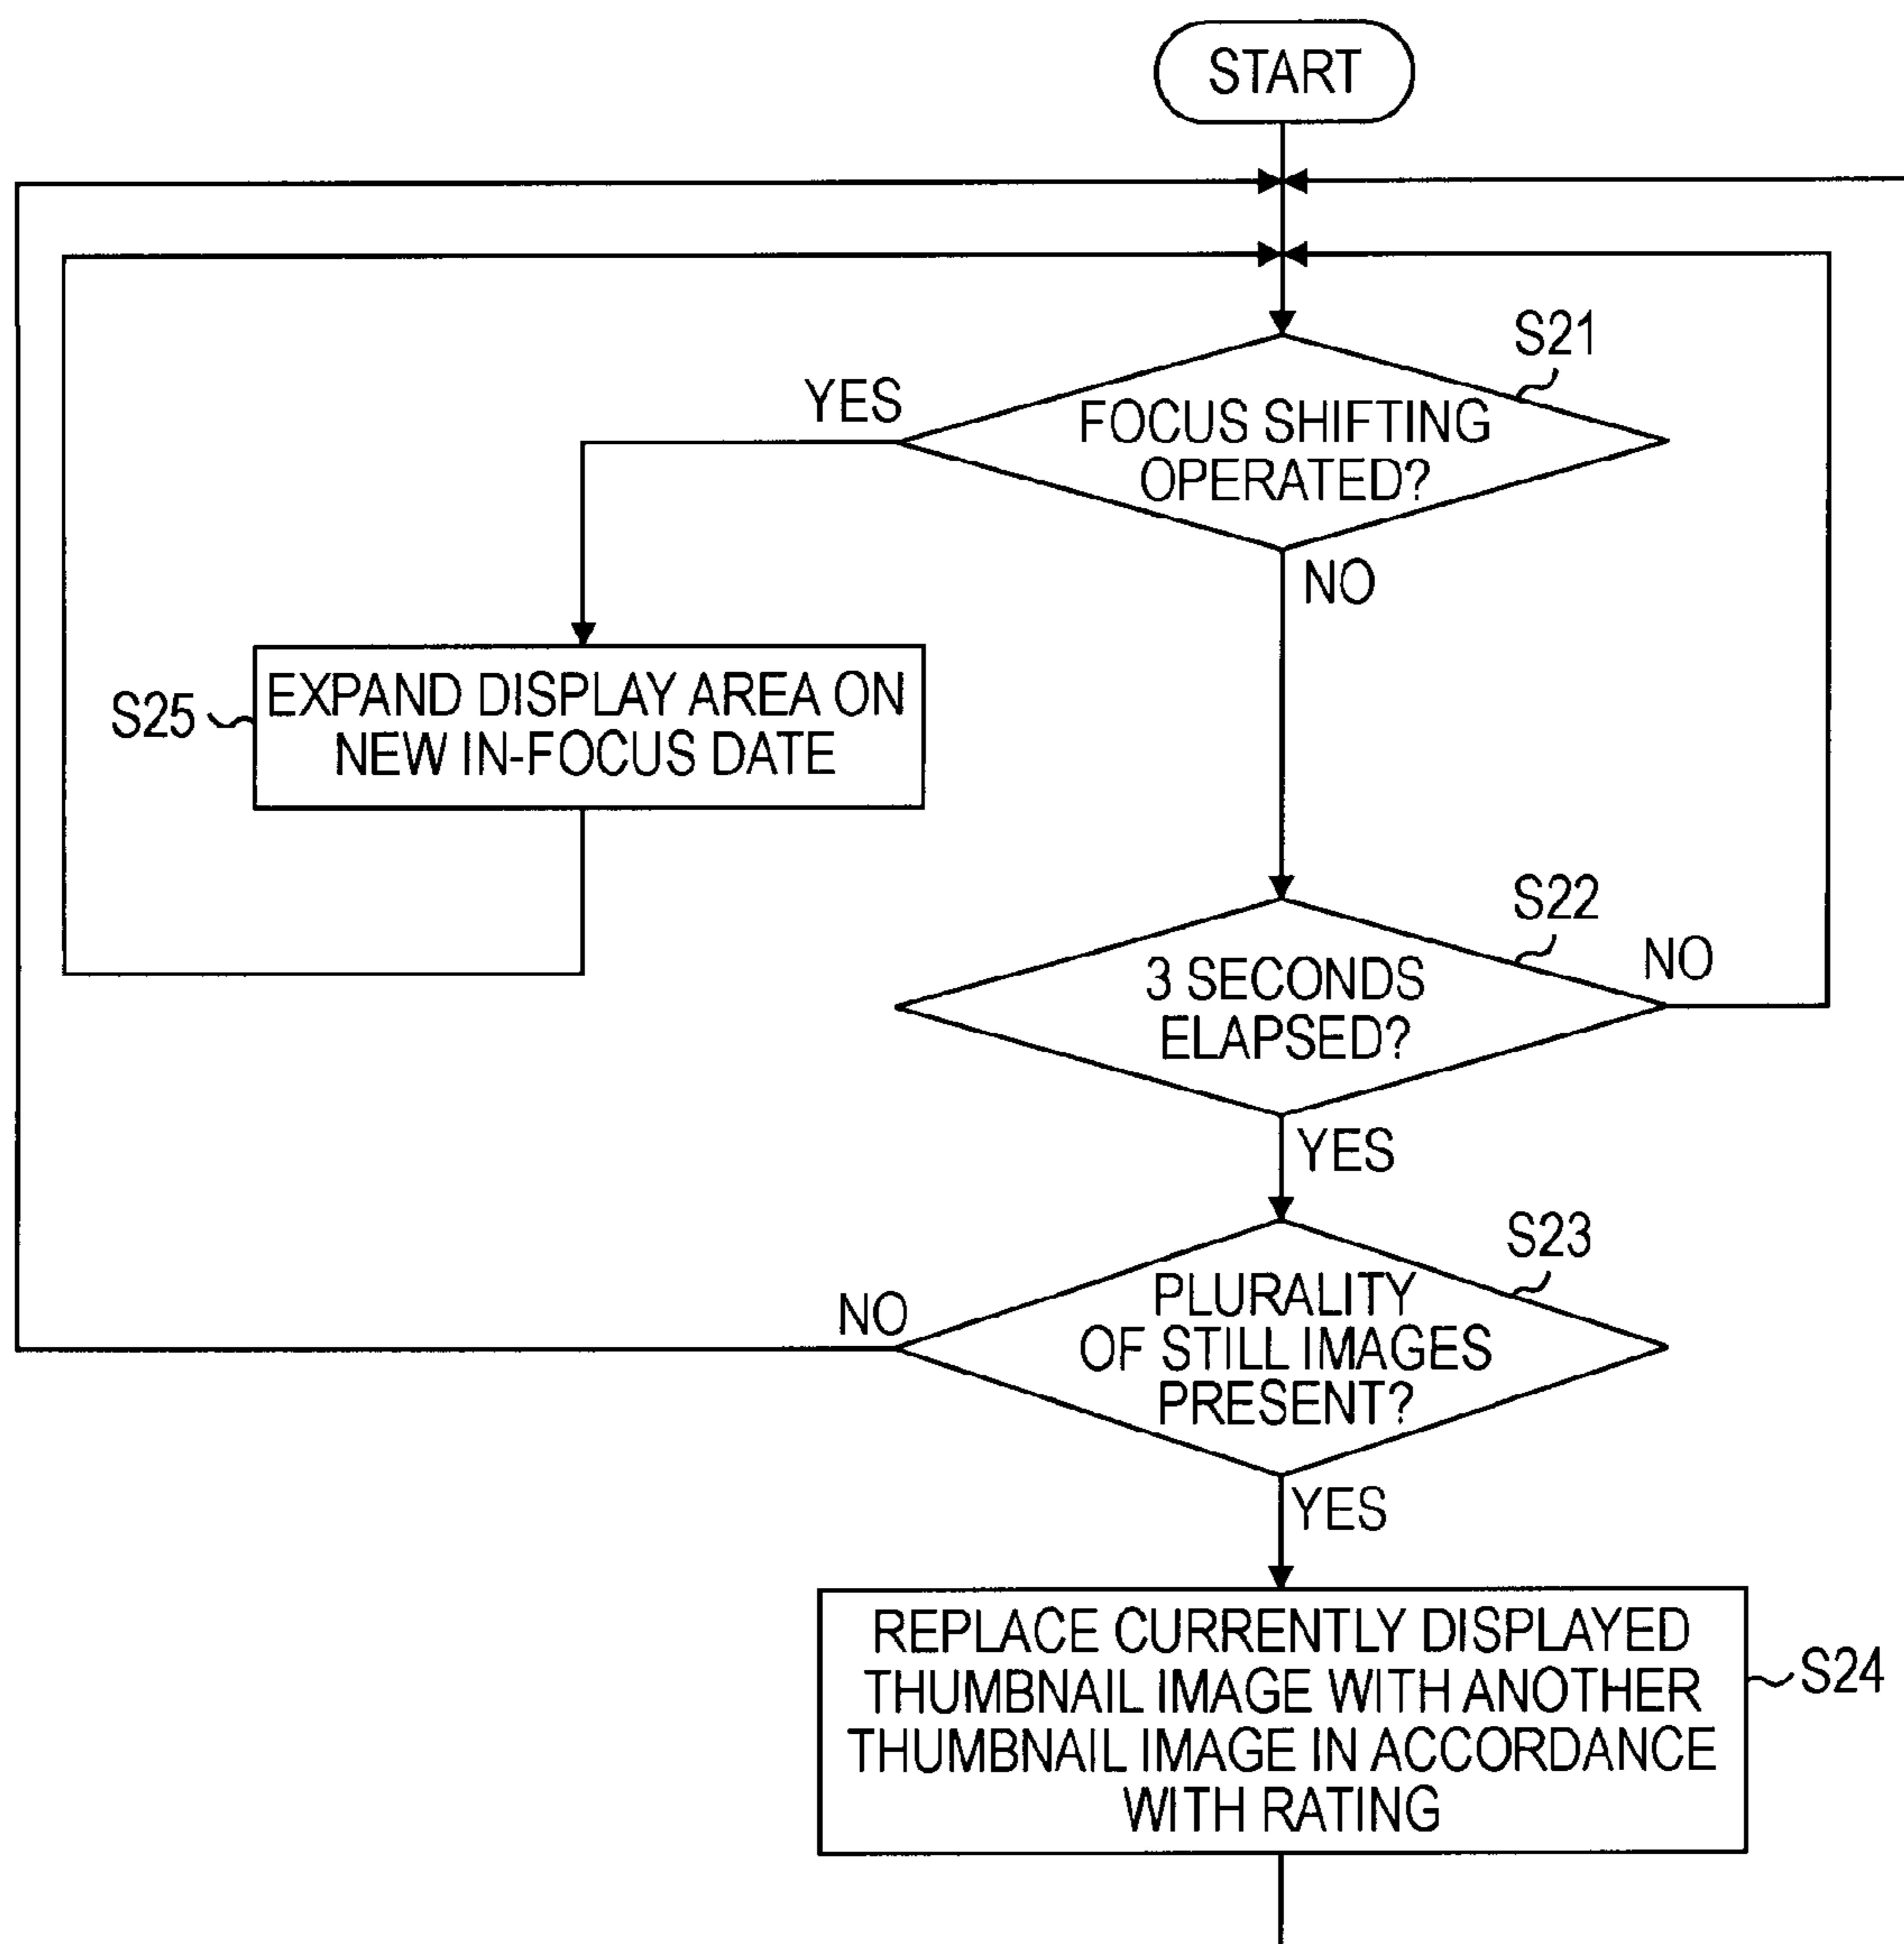 START
S21
YES
FOCUS SHIFTING
OPERATED?
NO
S25
EXPAND DISPLAY AREA ON
NEW IN-FOCUS DATE
S22
3 SECONDS
ELAPSED?
NO
YES
S23
PLURALITY
OF STILL IMAGES
PRESENT?
NO
YES
REPLACE CURRENTLY DISPLAYED
THUMBNAIL IMAGE WITH ANOTHER
THUMBNAIL IMAGE IN ACCORDANCE
WITH RATING
S24